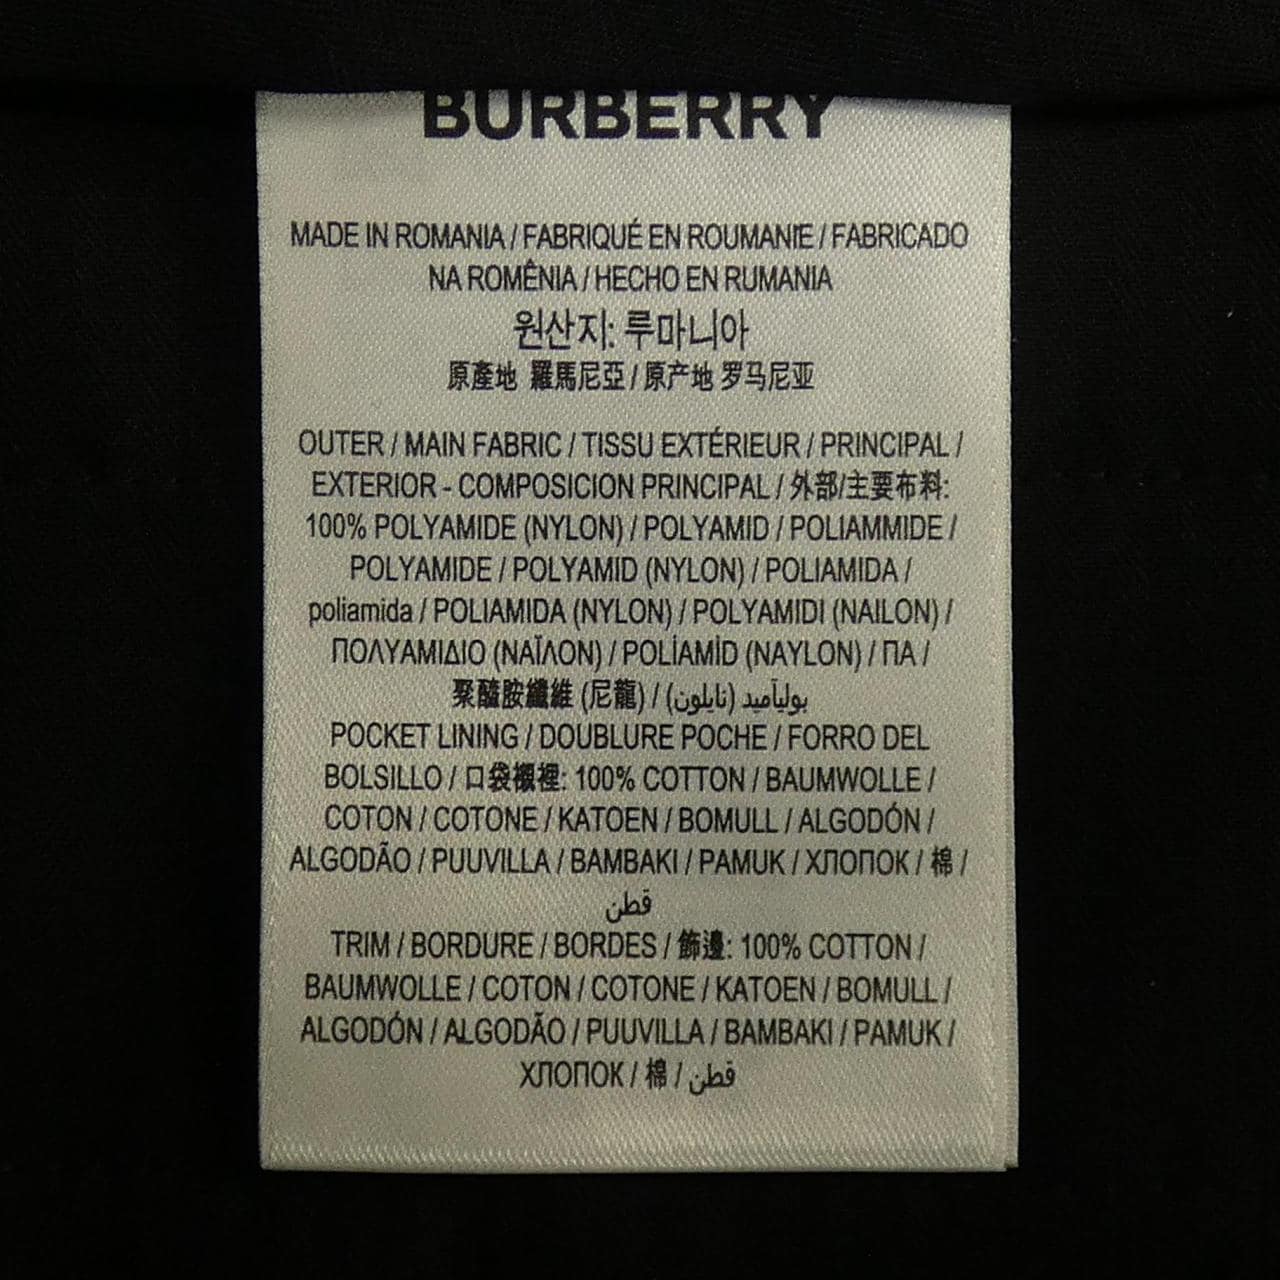 BURBERRY
MADE IN ROMANIA / FABRIQUÉ EN ROUMANIE / FABRICADO
NA ROMÊNIA / HECHO EN RUMANIA
원산지: 루마니아
原產地 羅馬尼亞 / 原产地 罗马尼亚
OUTER / MAIN FABRIC / TISSU EXTÉRIEUR / PRINCIPAL /
EXTERIOR - COMPOSICION PRINCIPAL / 外部/主要布料:
100% POLYAMIDE (NYLON) / POLYAMID / POLIAMMIDE /
POLYAMIDE / POLYAMID (NYLON) / POLIAMIDA /
poliamida / POLIAMIDA (NYLON) / POLYAMIDI (NAILON) /
ΠΟΛΥΑΜΙΔΙΟ (ΝΑΪΛΟΝ) / POLİAMİD (NAYLON) / ПА /
聚醯胺纖維 (尼龍) / بوليآميد (نايلون)
POCKET LINING / DOUBLURE POCHE / FORRO DEL
BOLSILLO / 口袋襯裡: 100% COTTON / BAUMWOLLE /
COTON / COTONE / KATOEN / BOMULL / ALGODÓN /
ALGODÃO / PUUVILLA / BAMBAKI / PAMUK / ХЛОПОК / 棉 /
قطن
TRIM / BORDURE / BORDES / 飾邊: 100% COTTON /
BAUMWOLLE / COTON / COTONE / KATOEN / BOMULL /
ALGODÓN / ALGODÃO / PUUVILLA / BAMBAKI / PAMUK /
ХЛОПОК / 棉 / قطن